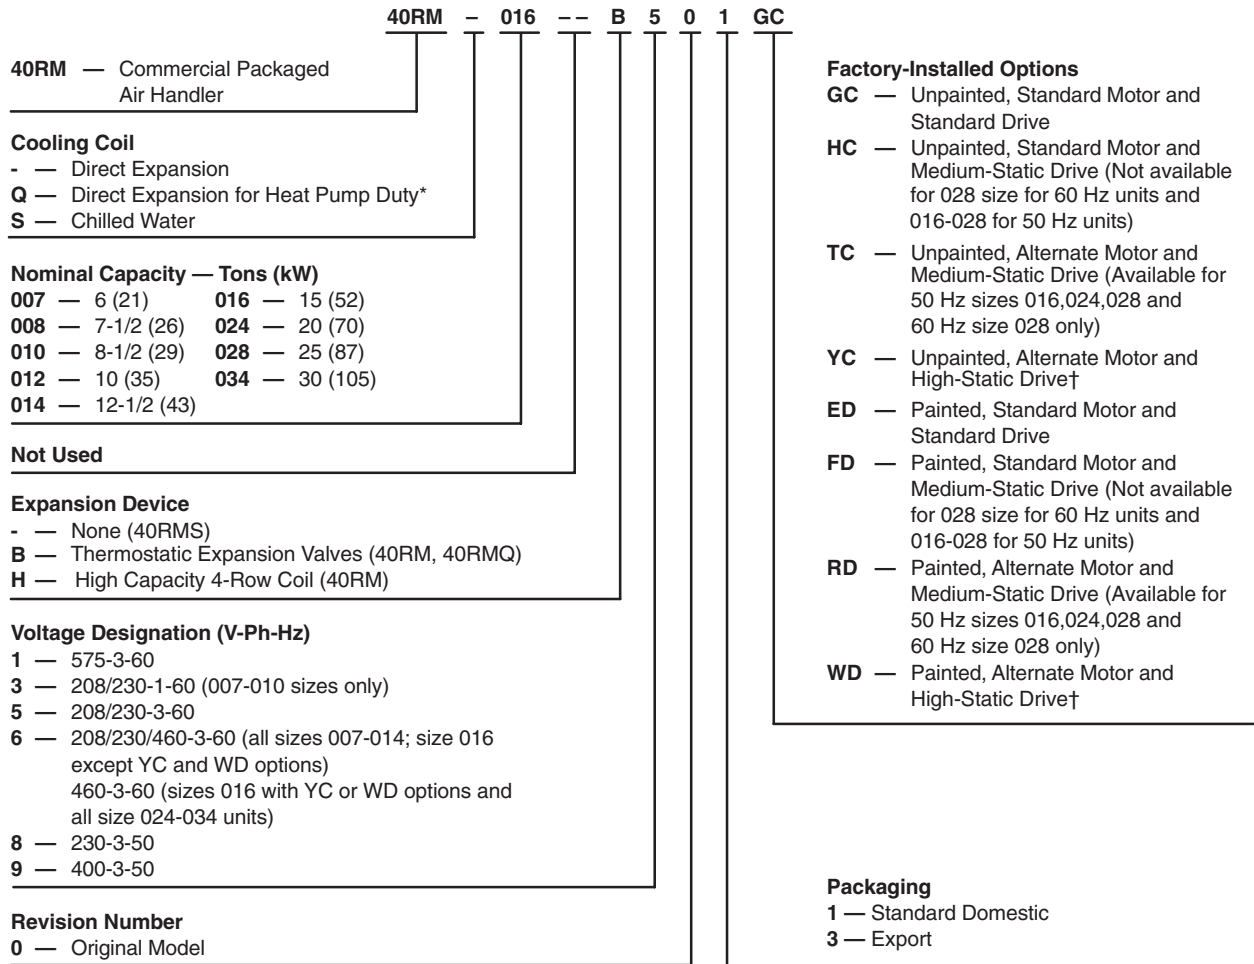 40RM – 016 – – B 5 0 1 GC
40RM — Commercial Packaged
Air Handler
Cooling Coil
- — Direct Expansion
Q — Direct Expansion for Heat Pump Duty*
S — Chilled Water
Nominal Capacity — Tons (kW)
007 — 6 (21) 016 — 15 (52)
008 — 7-1/2 (26) 024 — 20 (70)
010 — 8-1/2 (29) 028 — 25 (87)
012 — 10 (35) 034 — 30 (105)
014 — 12-1/2 (43)
Not Used
Expansion Device
- — None (40RMS)
B — Thermostatic Expansion Valves (40RM, 40RMQ)
H — High Capacity 4-Row Coil (40RM)
Voltage Designation (V-Ph-Hz)
1 — 575-3-60
3 — 208/230-1-60 (007-010 sizes only)
5 — 208/230-3-60
6 — 208/230/460-3-60 (all sizes 007-014; size 016
except YC and WD options)
460-3-60 (sizes 016 with YC or WD options and
all size 024-034 units)
8 — 230-3-50
9 — 400-3-50
Revision Number
0 — Original Model
Factory-Installed Options
GC — Unpainted, Standard Motor and
Standard Drive
HC — Unpainted, Standard Motor and
Medium-Static Drive (Not available
for 028 size for 60 Hz units and
016-028 for 50 Hz units)
TC — Unpainted, Alternate Motor and
Medium-Static Drive (Available for
50 Hz sizes 016,024,028 and
60 Hz size 028 only)
YC — Unpainted, Alternate Motor and
High-Static Drive†
ED — Painted, Standard Motor and
Standard Drive
FD — Painted, Standard Motor and
Medium-Static Drive (Not available
for 028 size for 60 Hz units and
016-028 for 50 Hz units)
RD — Painted, Alternate Motor and
Medium-Static Drive (Available for
50 Hz sizes 016,024,028 and
60 Hz size 028 only)
WD — Painted, Alternate Motor and
High-Static Drive†
Packaging
1 — Standard Domestic
3 — Export